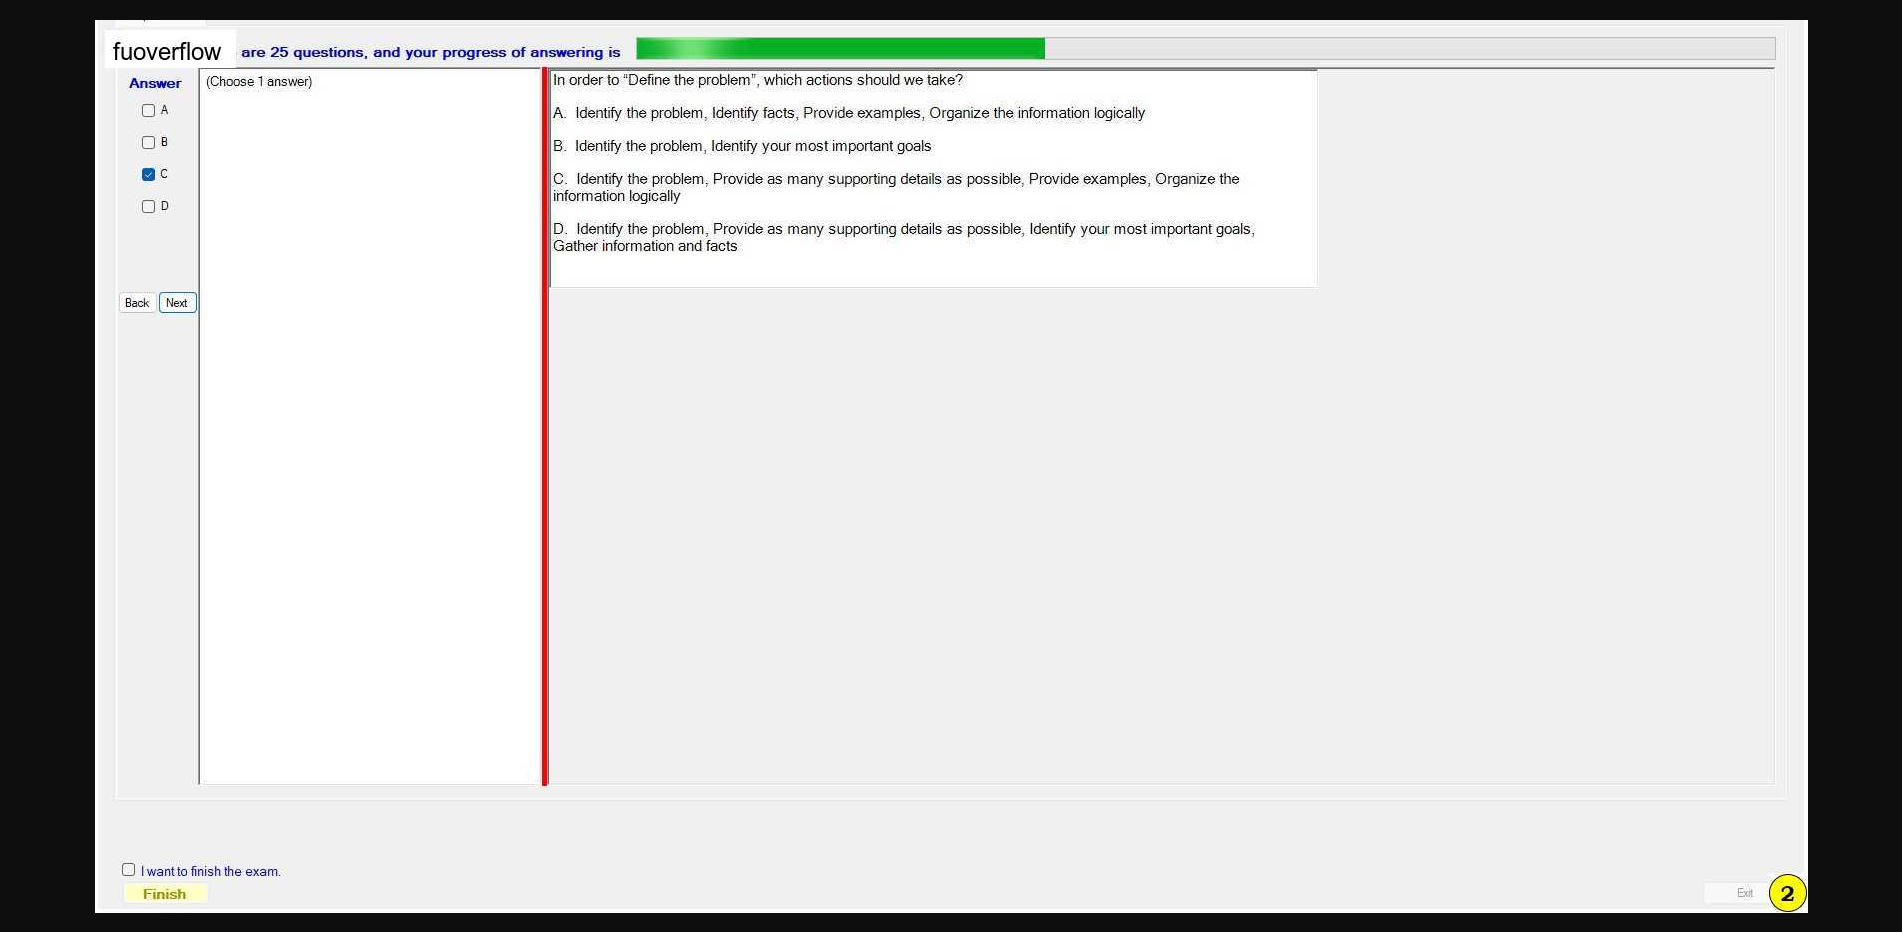 fuoverflow are 25 questions, and your progress of answering is
Answer
(Choose 1 answer)
A
B
C
D
Back Next
In order to “Define the problem”, which actions should we take?
A. Identify the problem, Identify facts, Provide examples, Organize the information logically
B. Identify the problem, Identify your most important goals
C. Identify the problem, Provide as many supporting details as possible, Provide examples, Organize the
information logically
D. Identify the problem, Provide as many supporting details as possible, Identify your most important goals,
Gather information and facts
I want to finish the exam.
Finish
Exit
2